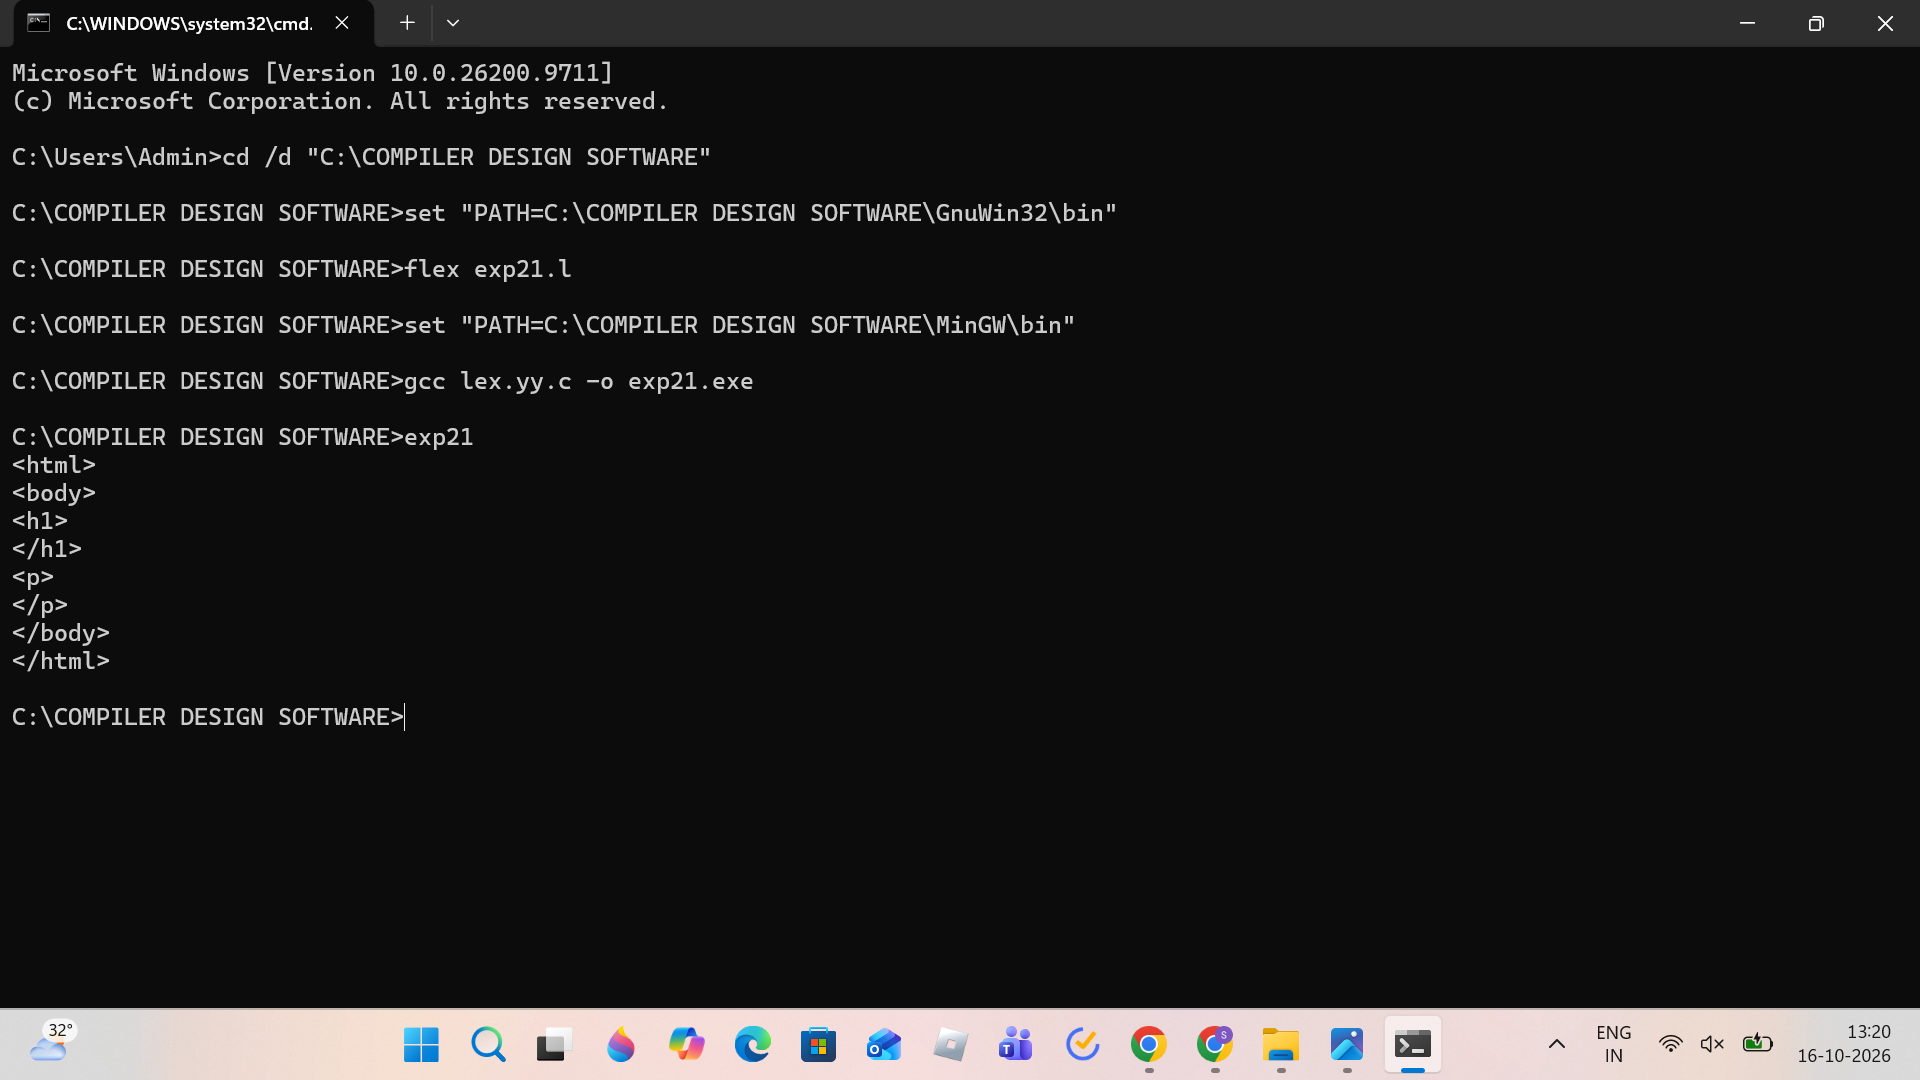 C:\WINDOWS\system32\cmd.
Microsoft Windows [Version 10.0.26200.9711]
(c) Microsoft Corporation. All rights reserved.
C:\Users\Admin>cd /d "C:\COMPILER DESIGN SOFTWARE"
C:\COMPILER DESIGN SOFTWARE>set "PATH=C:\COMPILER DESIGN SOFTWARE\GnuWin32\bin"
C:\COMPILER DESIGN SOFTWARE>flex exp21.l
C:\COMPILER DESIGN SOFTWARE>set "PATH=C:\COMPILER DESIGN SOFTWARE\MinGW\bin"
C:\COMPILER DESIGN SOFTWARE>gcc lex.yy.c -o exp21.exe
C:\COMPILER DESIGN SOFTWARE>exp21
<html>
<body>
<h1>
</h1>
<p>
</p>
</body>
</html>
C:\COMPILER DESIGN SOFTWARE>
32°
S
ENG
IN
13:20
16-10-2026